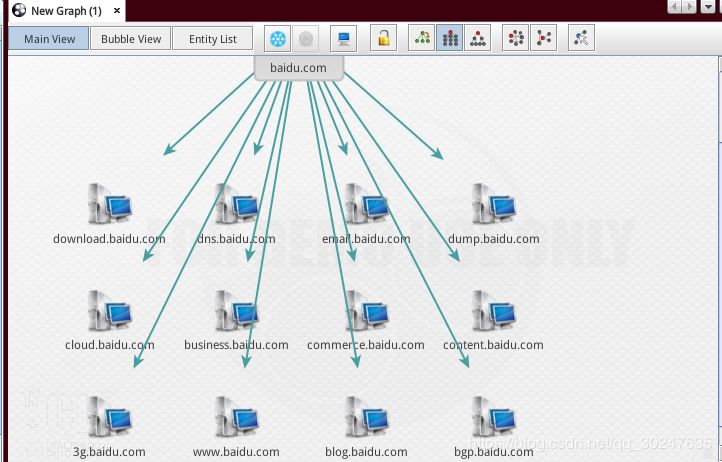 New Graph (1)
Main View
Bubble View
Entity List
baidu.com
download.baidu.com
dns.baidu.com
email.baidu.com
dump.baidu.com
cloud.baidu.com
business.baidu.com
commerce.baidu.com
content.baidu.com
3g.baidu.com
www.baidu.com
blog.baidu.com
bgp.baidu.com
https://blog.csdn.net/qq_30247635